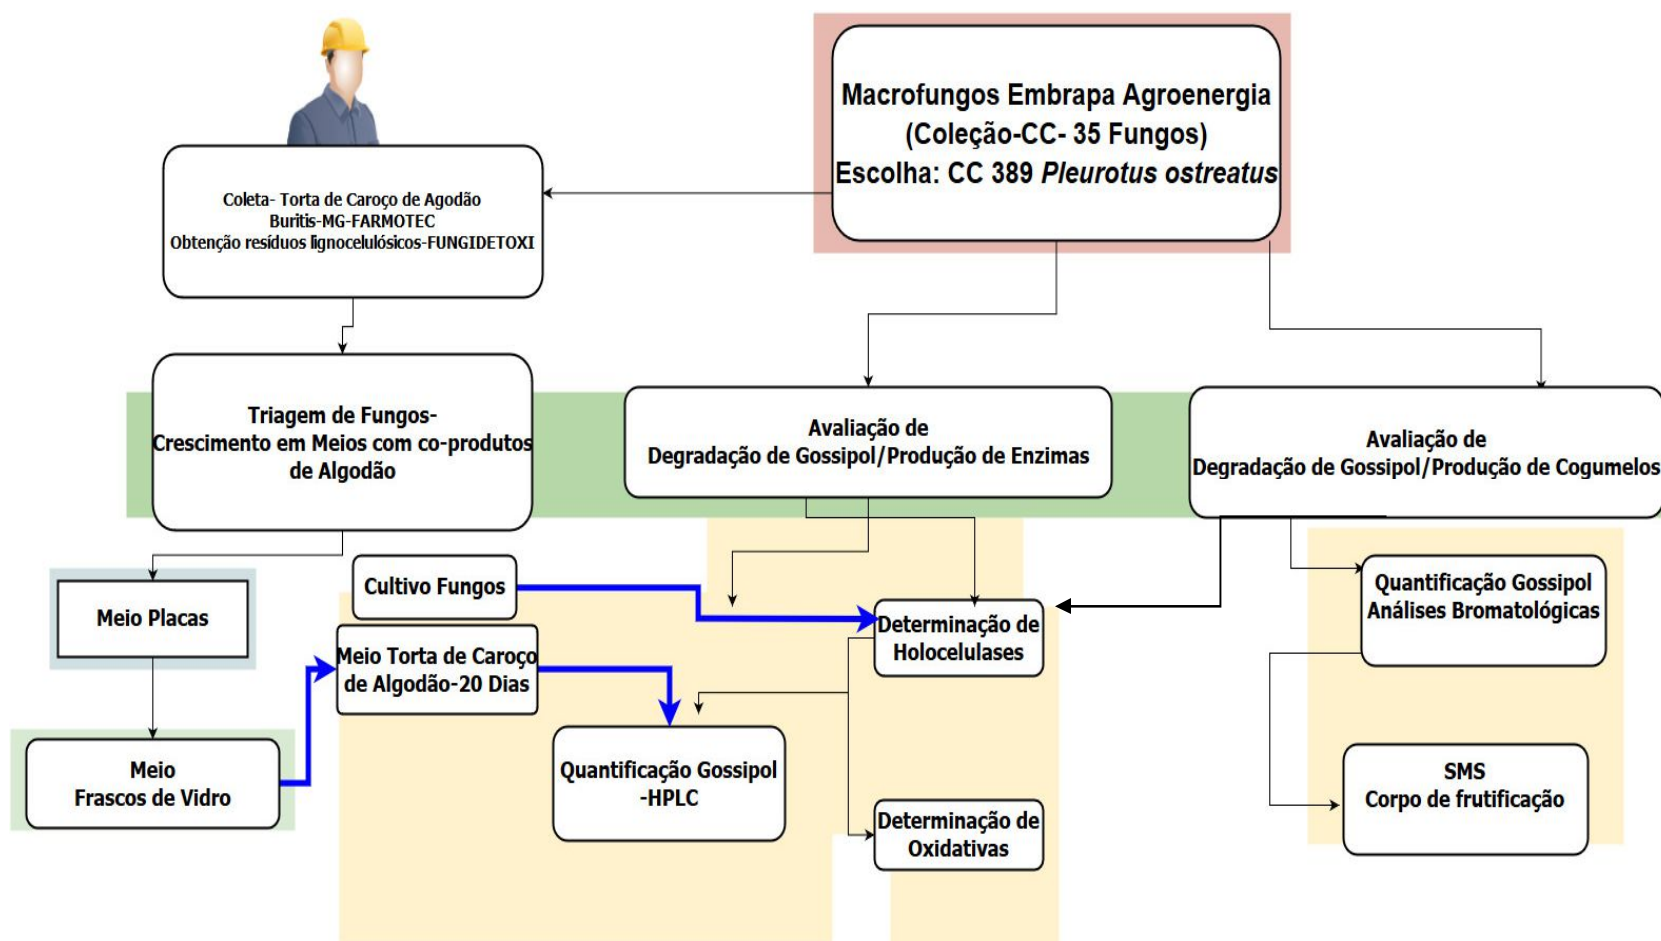 Macrofungos Embrapa Agroenergia
(Coleção-CC- 35 Fungos)
Escolha: CC 389 Pleurotus ostreatus
Coleta- Torta de Caroço de Agodão
Buritis-MG-FARMOTEC
Obtenção resíduos lignocelulósicos-FUNGIDETOXI
Triagem de Fungos-
Crescimento em Meios com co-produtos
de Algodão
Avaliação de
Degradação de Gossipol/Produção de Enzimas
Avaliação de
Degradação de Gossipol/Produção de Cogumelos
Meio Placas
Cultivo Fungos
Meio Torta de Caroço
de Algodão-20 Dias
Determinação de
Holocelulases
Quantificação Gossipol
Análises Bromatológicas
Meio
Frascos de Vidro
Quantificação Gossipol
-HPLC
Determinação de
Oxidativas
SMS
Corpo de frutificação